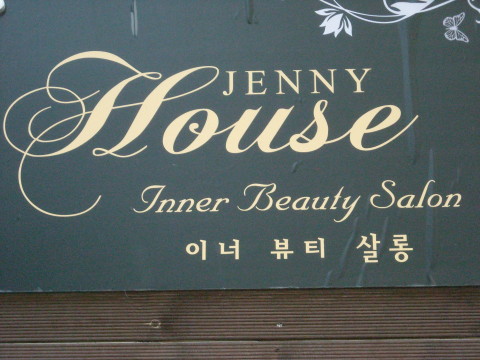 JENNY
House
Inner Beauty Salon
이너 뷰티 살롱